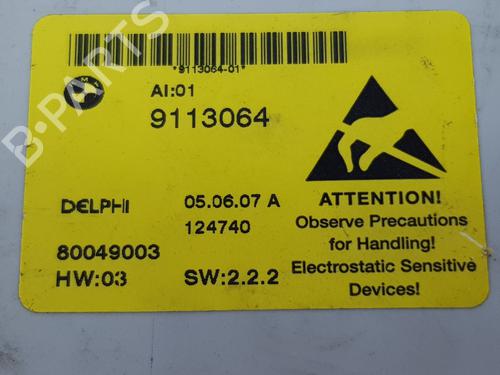 *9113064-01*
BMW
AI:01
9113064
DELPHI
05.06.07 A
124740
80049003
HW:03
SW:2.2.2
ATTENTION!
Observe Precautions
for Handling!
Electrostatic Sensitive
Devices!
B-PARTS